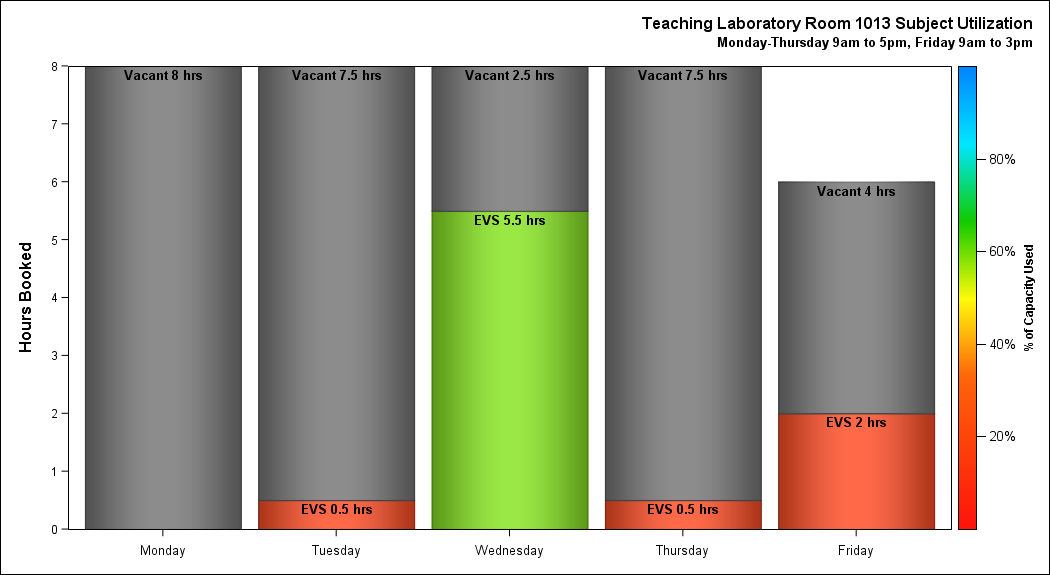 Teaching Laboratory Room 1013 Subject Utilization
Monday-Thursday 9am to 5pm, Friday 9am to 3pm
Hours Booked
8
7
6
5
4
3
2
1
0
Vacant 8 hrs
Vacant 7.5 hrs
EVS 0.5 hrs
Vacant 2.5 hrs
EVS 5.5 hrs
Vacant 7.5 hrs
EVS 0.5 hrs
Vacant 4 hrs
EVS 2 hrs
Monday
Tuesday
Wednesday
Thursday
Friday
80%
60%
40%
20%
% of Capacity Used